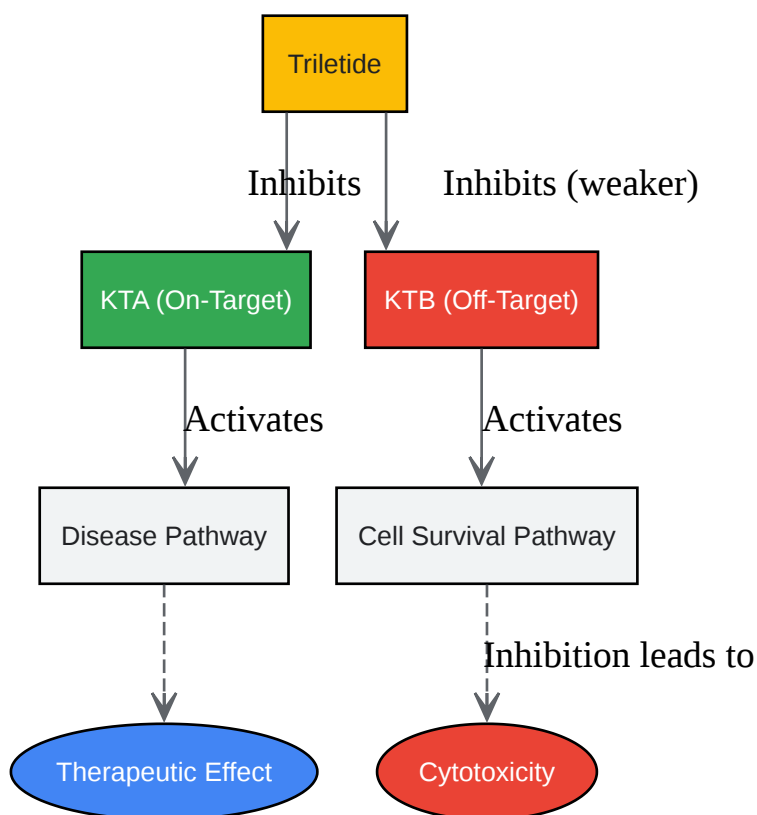 Triletide
Inhibits
Inhibits (weaker)
KTA (On-Target)
KTB (Off-Target)
Activates
Activates
Disease Pathway
Cell Survival Pathway
Inhibition leads to
Therapeutic Effect
Cytotoxicity